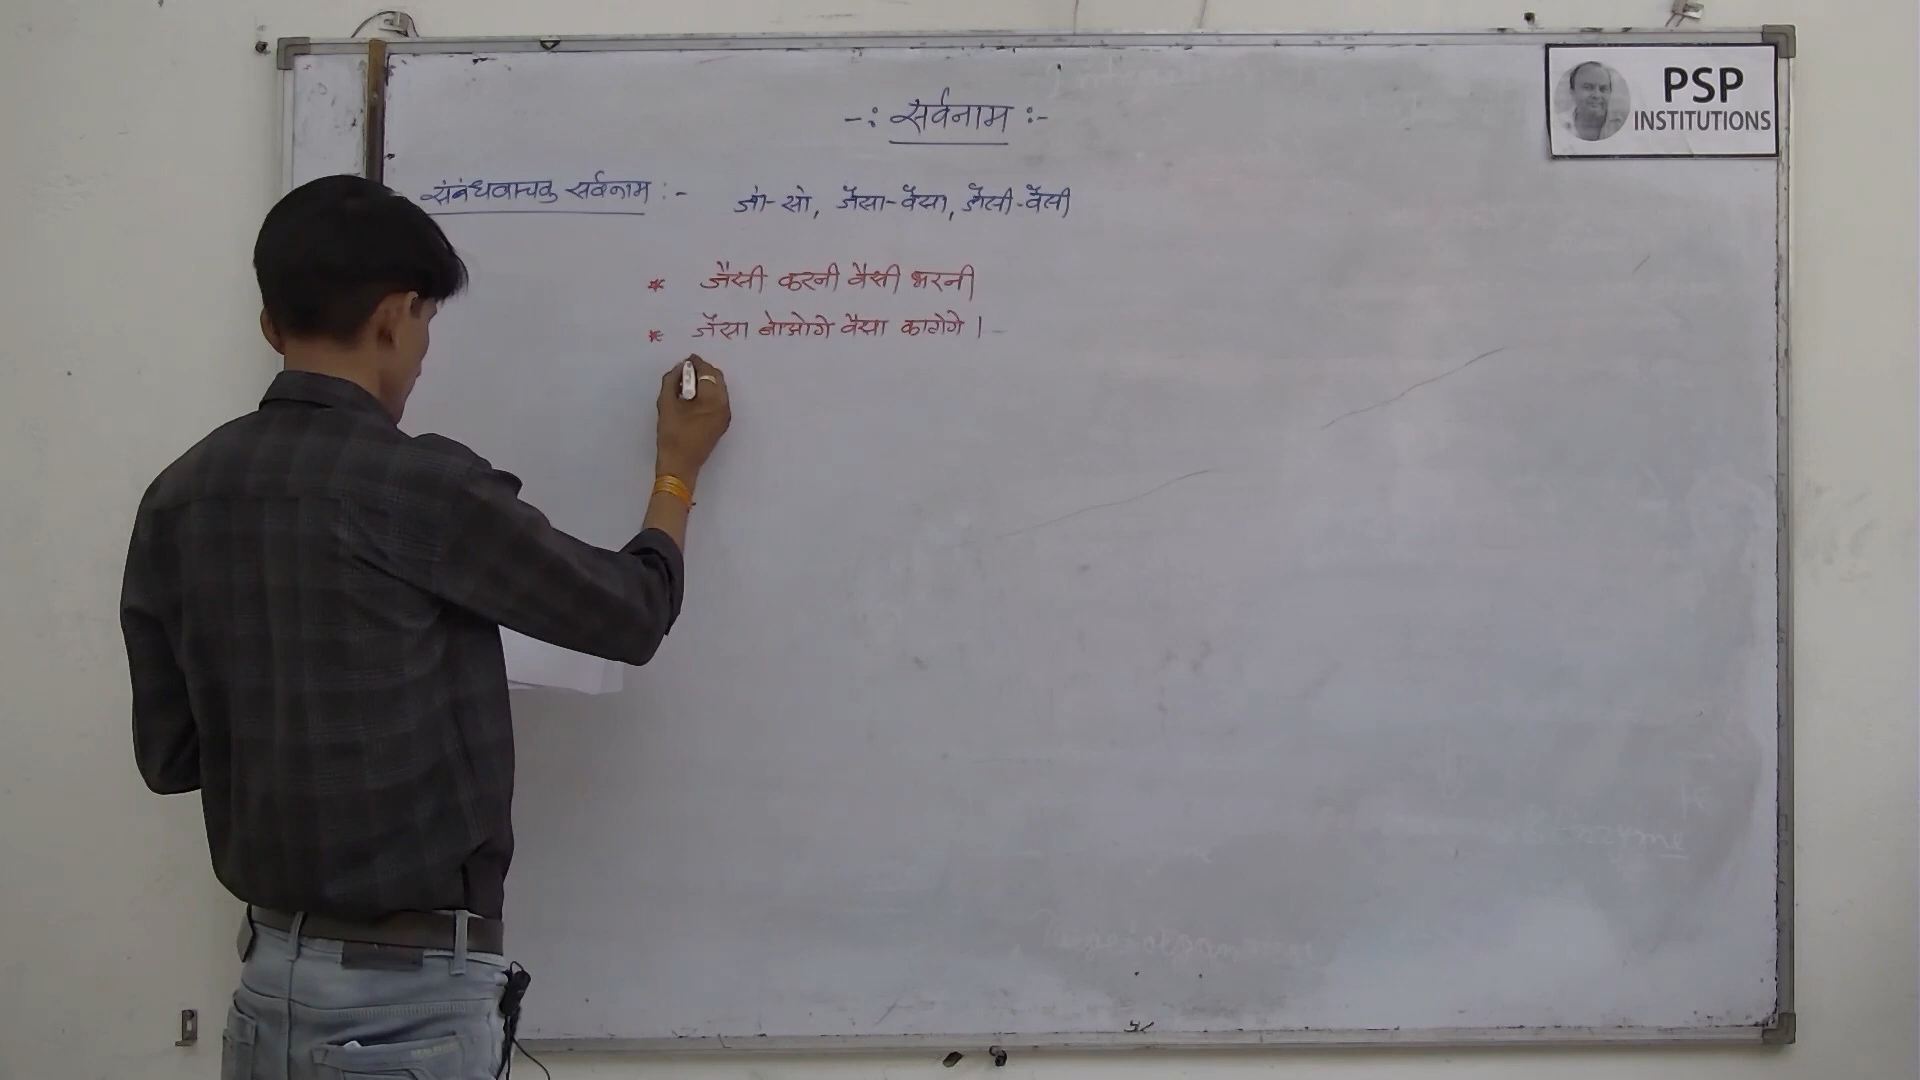 -: सर्वनाम :-
संबंधवाचक सर्वनाम :- जो-सो, जैसा-वैसा, जैसी-वैसी
* जैसी करनी वैसी भरनी
* जैसा बोओगे वैसा काटोगे।
PSP
INSTITUTIONS